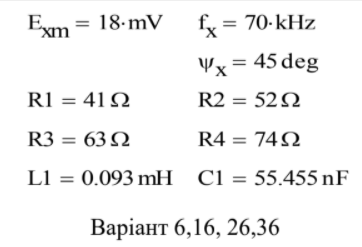 E_xm = 18·mV f_x = 70·kHz
ψ_x = 45 deg
R1 = 41 Ω R2 = 52 Ω
R3 = 63 Ω R4 = 74 Ω
L1 = 0.093 mH C1 = 55.455 nF
Варіант 6,16, 26,36